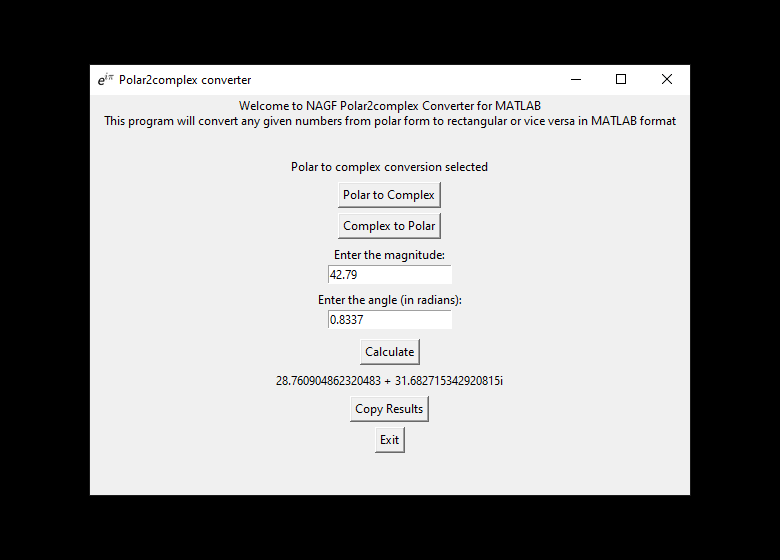 e^iπ Polar2complex converter
Welcome to NAGF Polar2complex Converter for MATLAB
This program will convert any given numbers from polar form to rectangular or vice versa in MATLAB format
Polar to complex conversion selected
Polar to Complex
Complex to Polar
Enter the magnitude:
42.79
Enter the angle (in radians):
0.8337
Calculate
28.760904862320483 + 31.682715342920815i
Copy Results
Exit